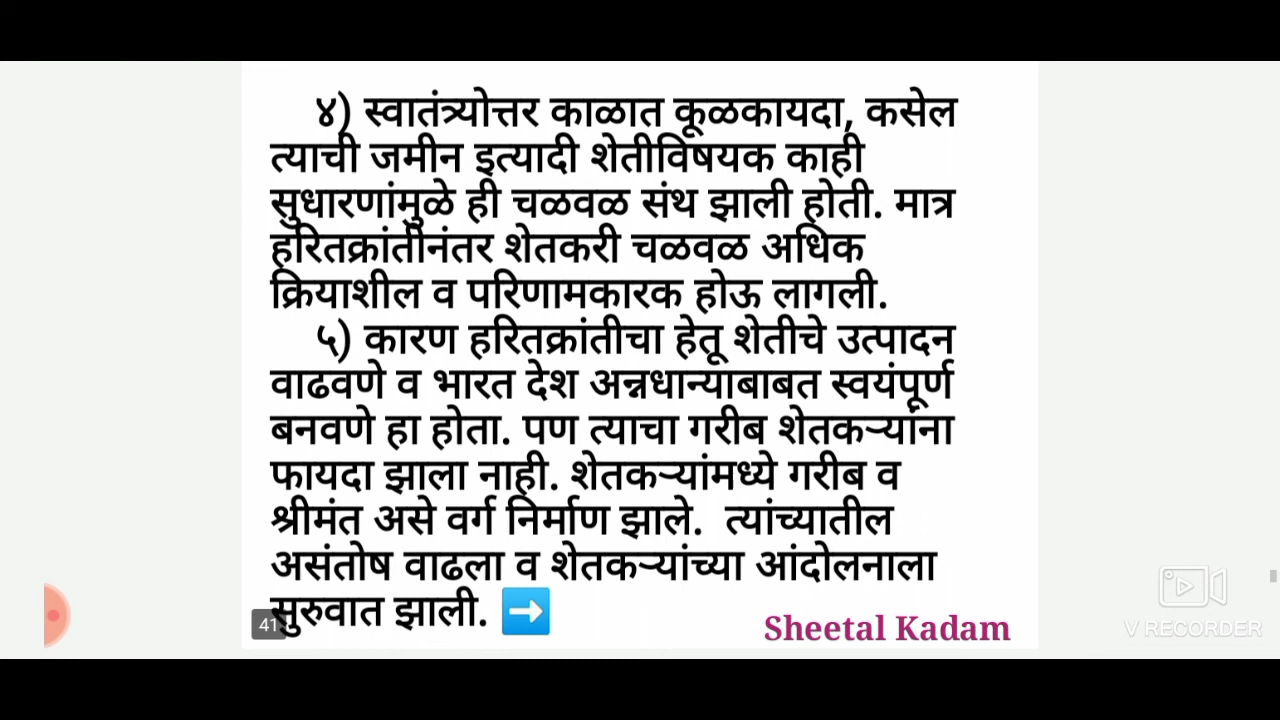 ४) स्वातंत्र्योत्तर काळात कूळकायदा, कसेल
त्याची जमीन इत्यादी शेतीविषयक काही
सुधारणांमुळे ही चळवळ संथ झाली होती. मात्र
हरितक्रांतीनंतर शेतकरी चळवळ अधिक
क्रियाशील व परिणामकारक होऊ लागली.
५) कारण हरितक्रांतीचा हेतू शेतीचे उत्पादन
वाढवणे व भारत देश अन्नधान्याबाबत स्वयंपूर्ण
बनवणे हा होता. पण त्याचा गरीब शेतकऱ्यांना
फायदा झाला नाही. शेतकऱ्यांमध्ये गरीब व
श्रीमंत असे वर्ग निर्माण झाले. त्यांच्यातील
असंतोष वाढला व शेतकऱ्यांच्या आंदोलनाला
सुरुवात झाली. ➡
41
Sheetal Kadam
V RECORDER